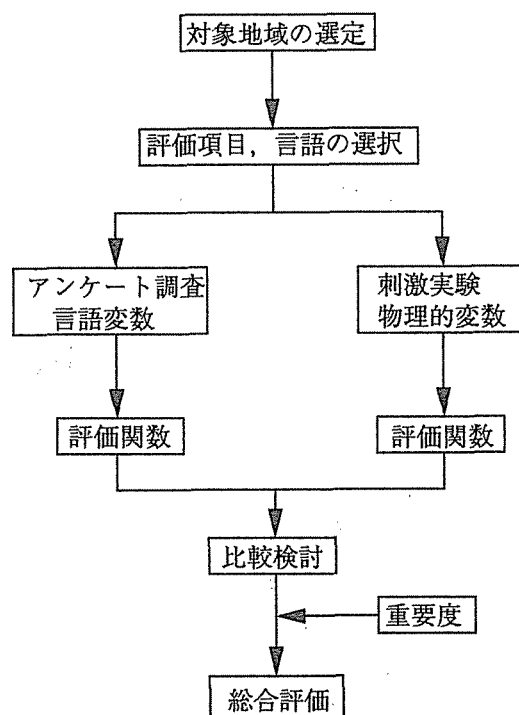 対象地域の選定
評価項目，言語の選択
アンケート調査
言語変数
刺激実験
物理的変数
評価関数
評価関数
比較検討
重要度
総合評価